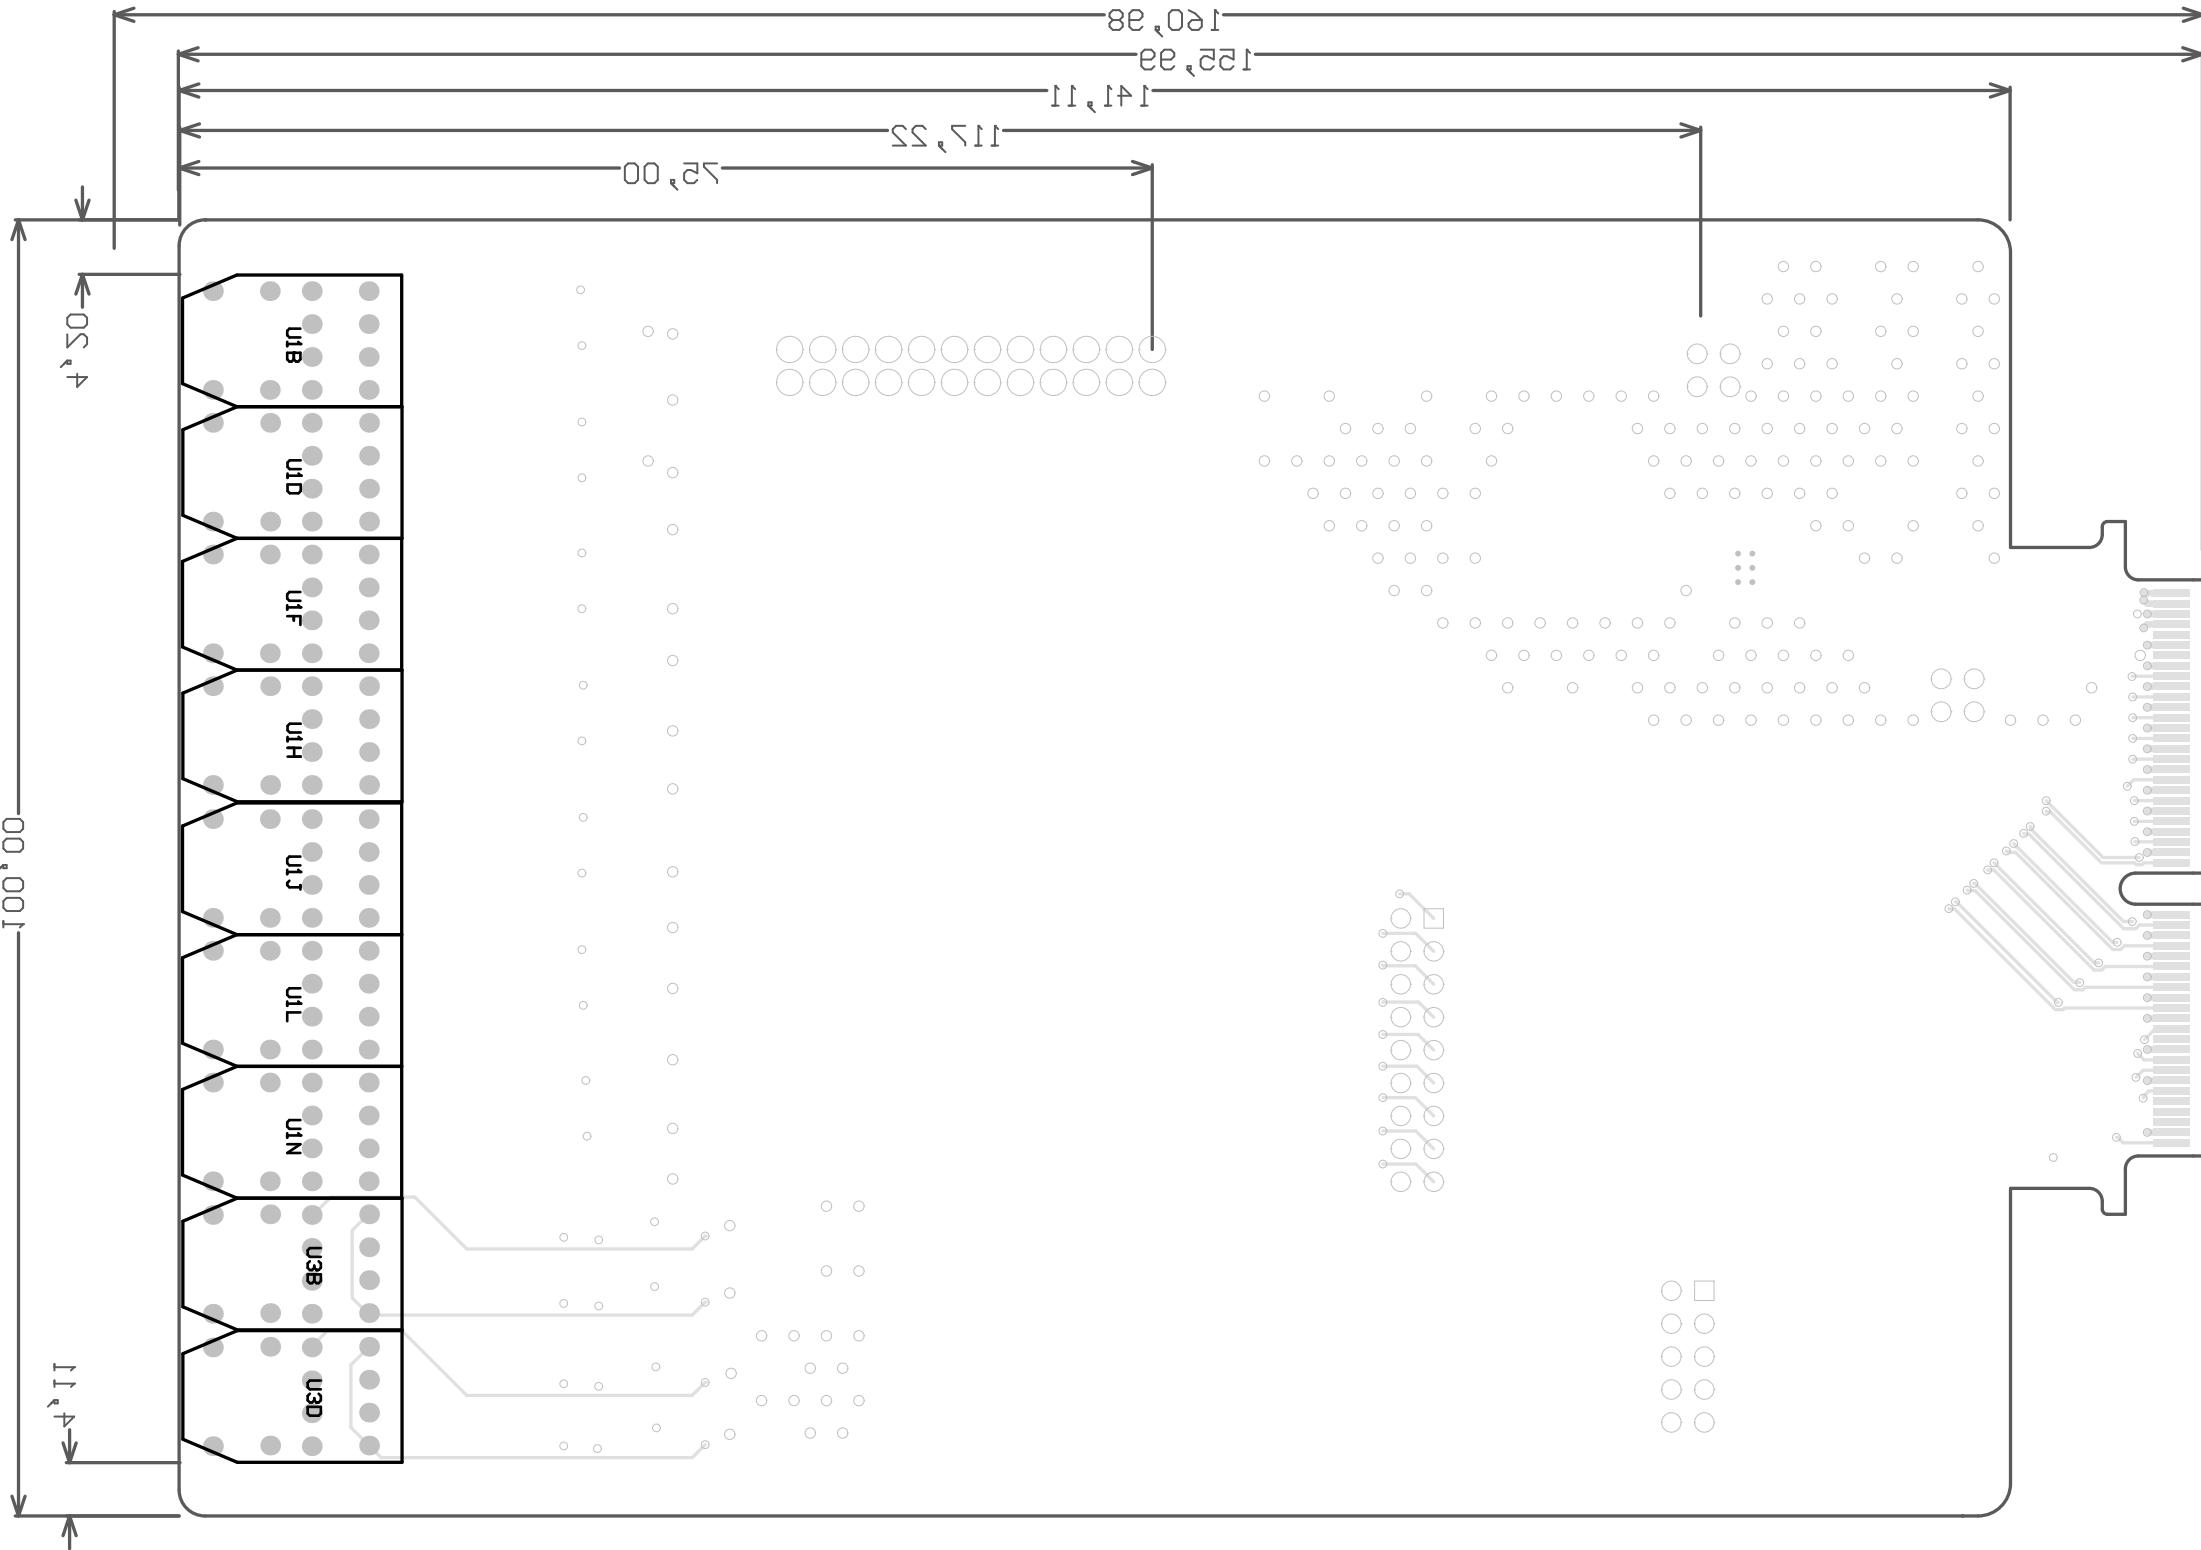 160,98
155,99
141,11
117,22
75,00
4,20
U1B
U1D
U1F
U1H
U1J
100,00
U1L
U1N
U3B
U3D
4,11